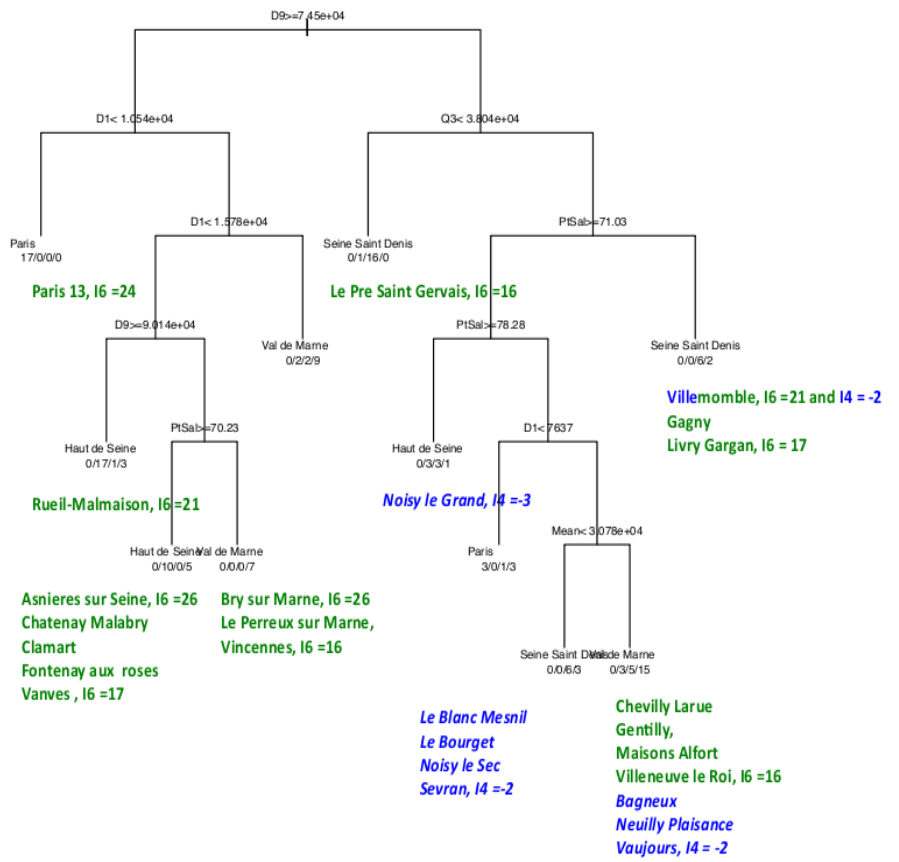 D9>=7.45e+04
D1< 1.054e+04
Q3< 3.804e+04
D1< 1.578e+04
PtSal>=71.03
Paris
17/0/0/0
Seine Saint Denis
0/1/16/0
Paris 13, I6 =24
Le Pre Saint Gervais, I6 =16
D9>=9.014e+04
PtSal>=78.28
Val de Marne
0/2/2/9
Seine Saint Denis
0/0/6/2
Villemomble, I6 =21 and I4 = -2
Gagny
Livry Gargan, I6 = 17
PtSal>=70.23
D1< 7637
Haut de Seine
0/17/1/3
Haut de Seine
0/3/3/1
Rueil-Malmaison, I6 =21
Noisy le Grand, I4 =-3
Mean< 3.078e+04
Haut de Seine
0/10/0/5
Val de Marne
0/0/0/7
Paris
3/0/1/3
Asnieres sur Seine, I6 =26
Chatenay Malabry
Clamart
Fontenay aux roses
Vanves , I6 =17
Bry sur Marne, I6 =26
Le Perreux sur Marne,
Vincennes, I6 =16
Seine Saint Denis
0/0/6/3
Val de Marne
0/3/5/15
Le Blanc Mesnil
Le Bourget
Noisy le Sec
Sevran, I4 =-2
Chevilly Larue
Gentilly,
Maisons Alfort
Villeneuve le Roi, I6 =16
Bagneux
Neuilly Plaisance
Vaujours, I4 = -2